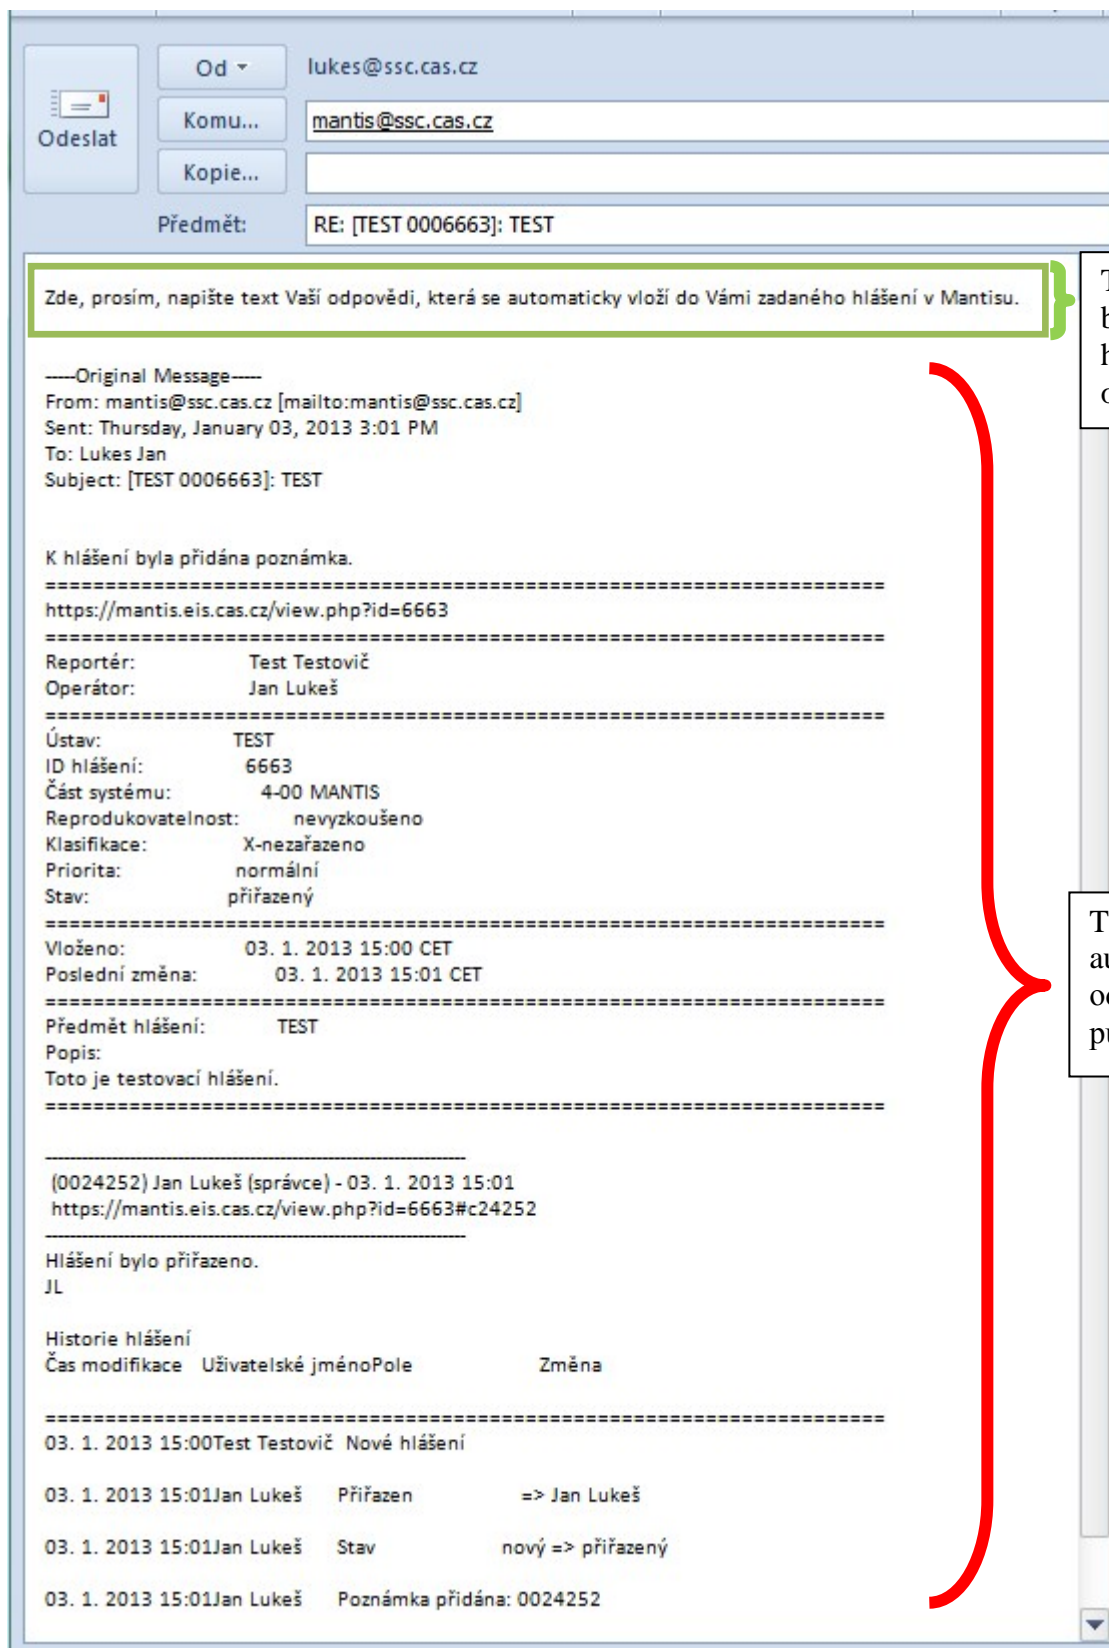 Od
lukes@ssc.cas.cz
Odeslat
Komu...
mantis@ssc.cas.cz
Kopie...
Předmět:
RE: [TEST 0006663]: TEST
Zde, prosím, napište text Vaší odpovědi, která se automaticky vloží do Vámi zadaného hlášení v Mantisu.
-----Original Message-----
From: mantis@ssc.cas.cz [mailto:mantis@ssc.cas.cz]
Sent: Thursday, January 03, 2013 3:01 PM
To: Lukes Jan
Subject: [TEST 0006663]: TEST
K hlášení byla přidána poznámka.
======================================================================
https://mantis.eis.cas.cz/view.php?id=6663
======================================================================
Reportér: Test Testovič
Operátor: Jan Lukeš
======================================================================
Ústav: TEST
ID hlášení: 6663
Část systému: 4-00 MANTIS
Reprodukovatelnost: nevyzkoušeno
Klasifikace: X-nezařazeno
Priorita: normální
Stav: přiřazený
======================================================================
Vloženo: 03. 1. 2013 15:00 CET
Poslední změna: 03. 1. 2013 15:01 CET
======================================================================
Předmět hlášení: TEST
Popis:
Toto je testovací hlášení.
======================================================================
----------------------------------------------------------------------
(0024252) Jan Lukeš (správce) - 03. 1. 2013 15:01
https://mantis.eis.cas.cz/view.php?id=6663#c24252
----------------------------------------------------------------------
Hlášení bylo přiřazeno.
JL
Historie hlášení
Čas modifikace Uživatelské jménoPole Změna
======================================================================
03. 1. 2013 15:00Test Testovič Nové hlášení
03. 1. 2013 15:01Jan Lukeš Přiřazen => Jan Lukeš
03. 1. 2013 15:01Jan Lukeš Stav nový => přiřazený
03. 1. 2013 15:01Jan Lukeš Poznámka přidána: 0024252